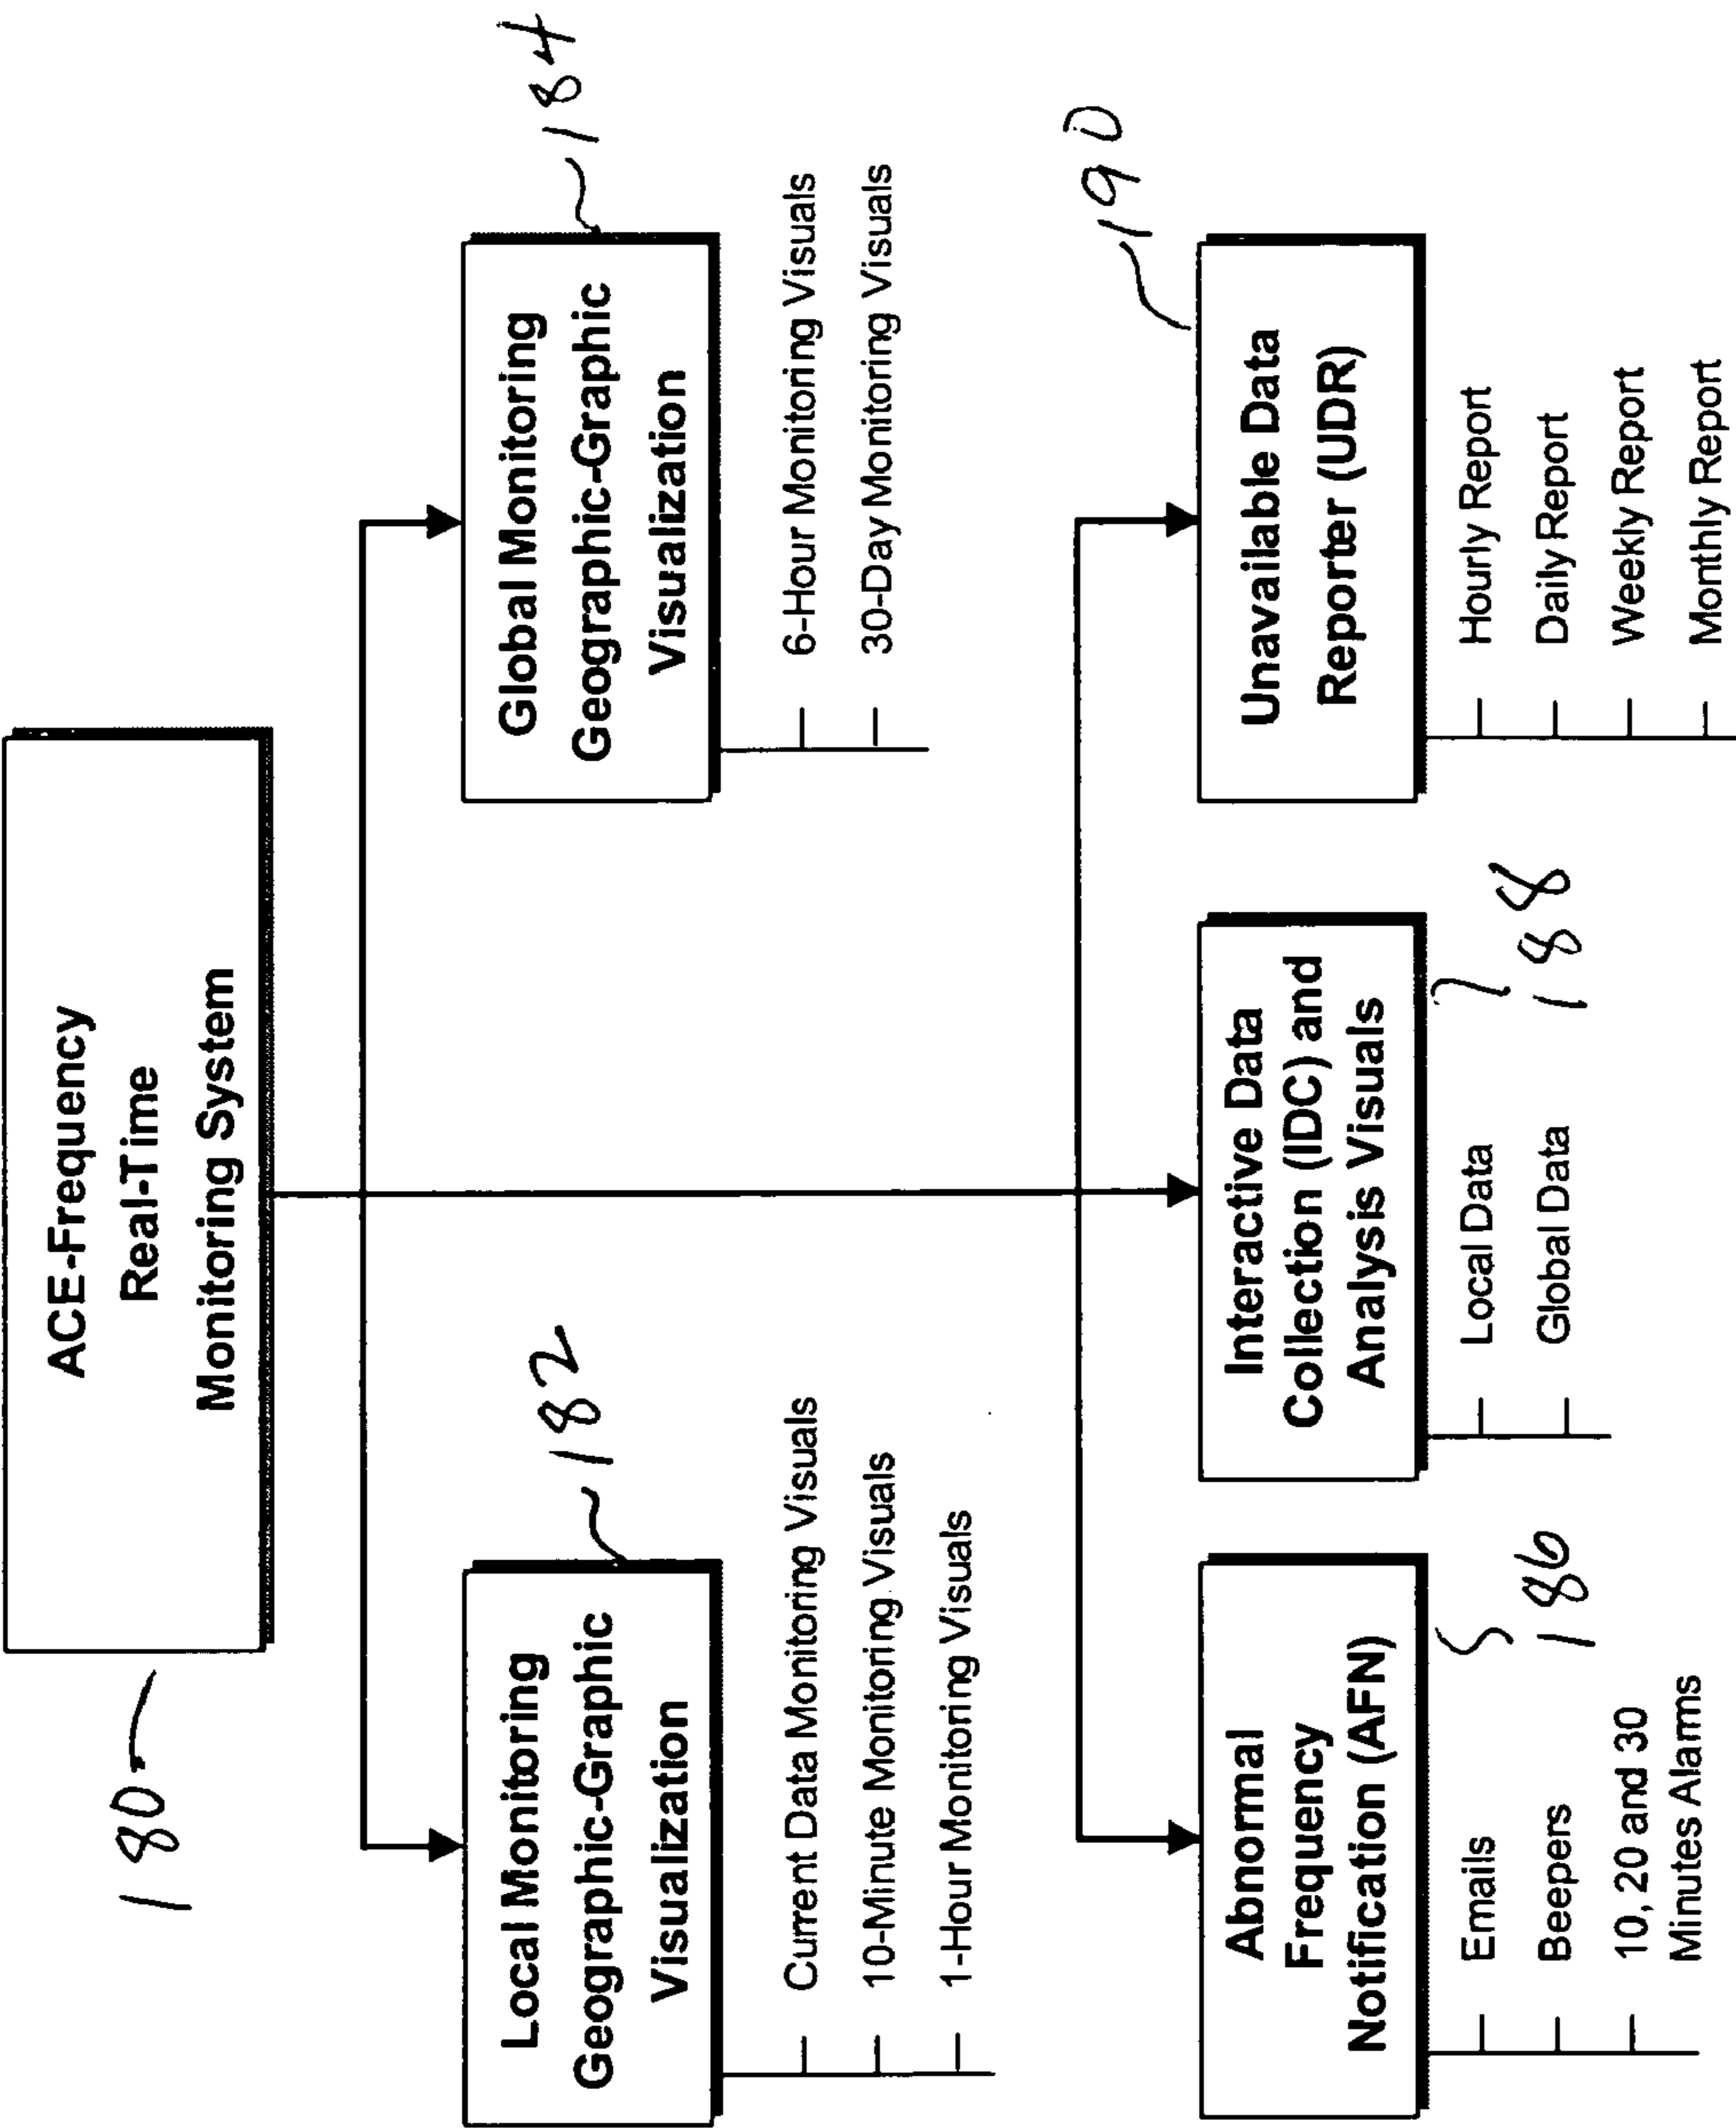 180
ACE-Frequency
Real-Time
Monitoring System
182
Local Monitoring
Geographic-Graphic
Visualization
Current Data Monitoring Visuals
10-Minute Monitoring Visuals
1-Hour Monitoring Visuals
184
Global Monitoring
Geographic-Graphic
Visualization
6-Hour Monitoring Visuals
30-Day Monitoring Visuals
Abnormal
Frequency
Notification (AFN)
186
Emails
Beepers
10, 20 and 30
Minutes Alarms
Interactive Data
Collection (IDC) and
Analysis Visuals
188
Local Data
Global Data
190
Unavailable Data
Reporter (UDR)
Hourly Report
Daily Report
Weekly Report
Monthly Report